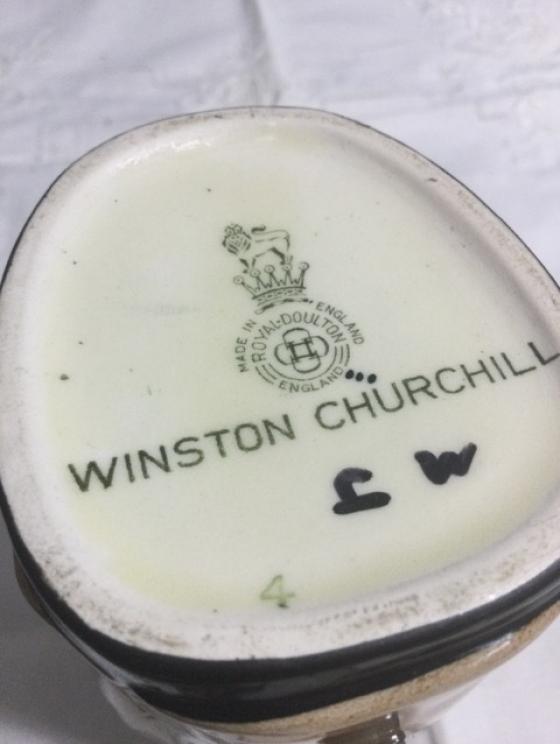 MADE IN ENGLAND
ROYAL-DOULTON
ENGLAND
WINSTON CHURCHILL
W
4